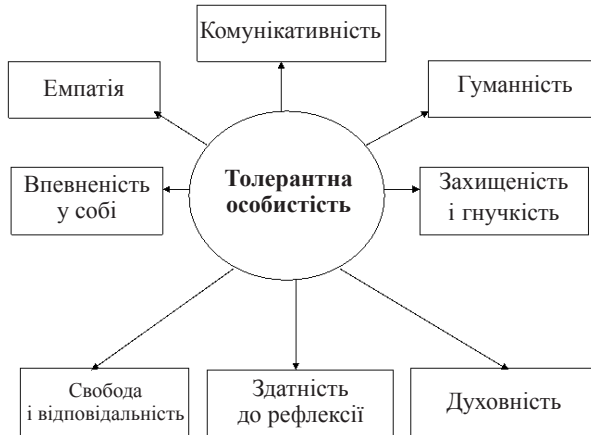 Комунікативність
Емпатія
Гуманність
Впевненість
у собі
Толерантна
особистість
Захищеність
і гнучкість
Свобода
і відповідальність
Здатність
до рефлексії
Духовність